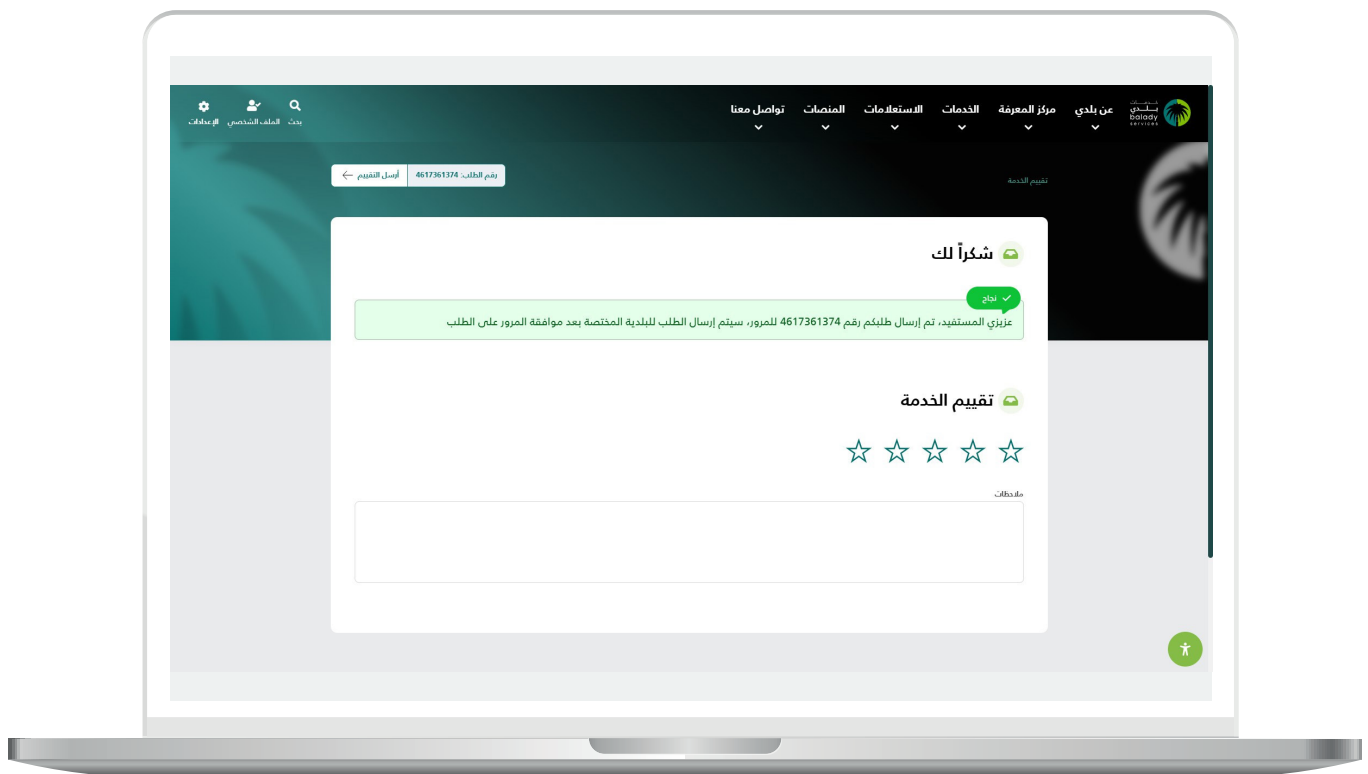 خدمات
بلدي
balady
services
عن بلدي
مركز المعرفة
الخدمات
الاستعلامات
المنصات
تواصل معنا
بحث
الملف الشخصي
الإعدادات
تقييم الخدمة
رقم الطلب: 4617361374
أرسل التقييم ←
شكراً لك
نجاح
عزيزي المستفيد، تم إرسال طلبكم رقم 4617361374 للمرور، سيتم إرسال الطلب للبلدية المختصة بعد موافقة المرور على الطلب
تقييم الخدمة
ملاحظات